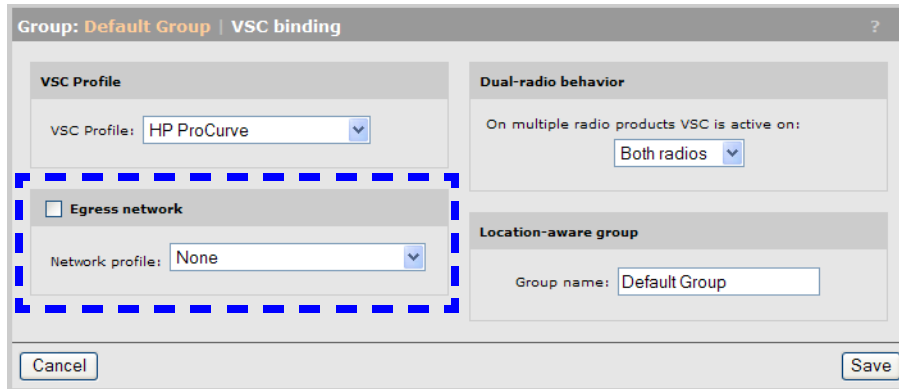 Group: Default Group | VSC binding ?
VSC Profile
VSC Profile: HP ProCurve
Egress network
Network profile: None
Dual-radio behavior
On multiple radio products VSC is active on:
Both radios
Location-aware group
Group name: Default Group
Cancel
Save